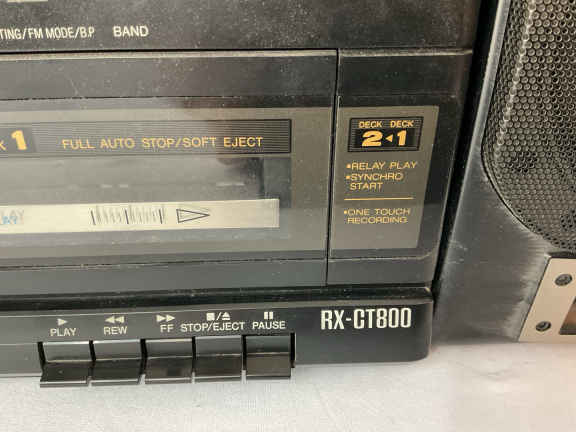 TING/FM MODE/B.P BAND
K 1 FULL AUTO STOP/SOFT EJECT
DECK DECK
2◂1
•RELAY PLAY
•SYNCHRO
START
•ONE TOUCH
RECORDING
▶ ◀◀ ▶▶ ■/▲ ▮▮
PLAY REW FF STOP/EJECT PAUSE
RX-CT800